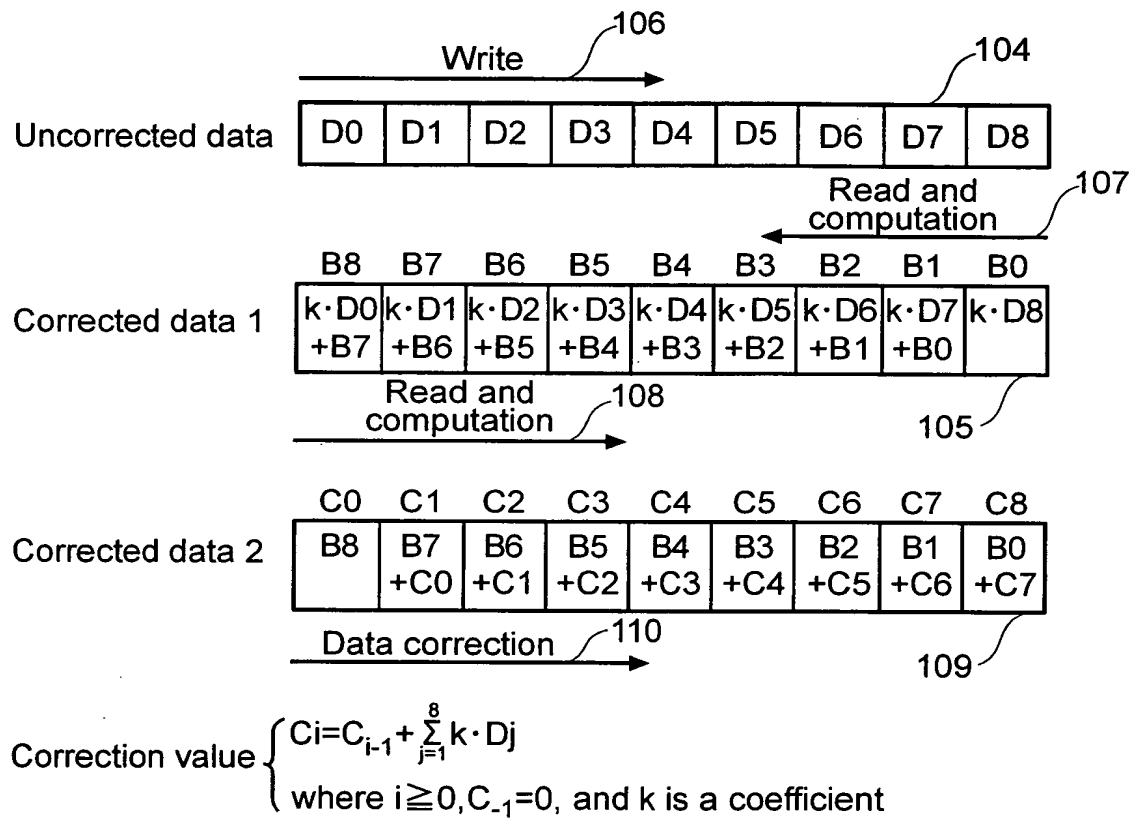 106
Write
104
Uncorrected data D0 D1 D2 D3 D4 D5 D6 D7 D8
Read and
computation
107
B8 B7 B6 B5 B4 B3 B2 B1 B0
Corrected data 1
k·D0 k·D1 k·D2 k·D3 k·D4 k·D5 k·D6 k·D7 k·D8
+B7 +B6 +B5 +B4 +B3 +B2 +B1 +B0
Read and
computation
108
105
C0 C1 C2 C3 C4 C5 C6 C7 C8
Corrected data 2
B8 B7 B6 B5 B4 B3 B2 B1 B0
+C0 +C1 +C2 +C3 +C4 +C5 +C6 +C7
Data correction
110
109
Correction value
Ci=C_{i-1}+ 8 Σ j=1 k·Dj
where i≧0,C_{-1}=0, and k is a coefficient